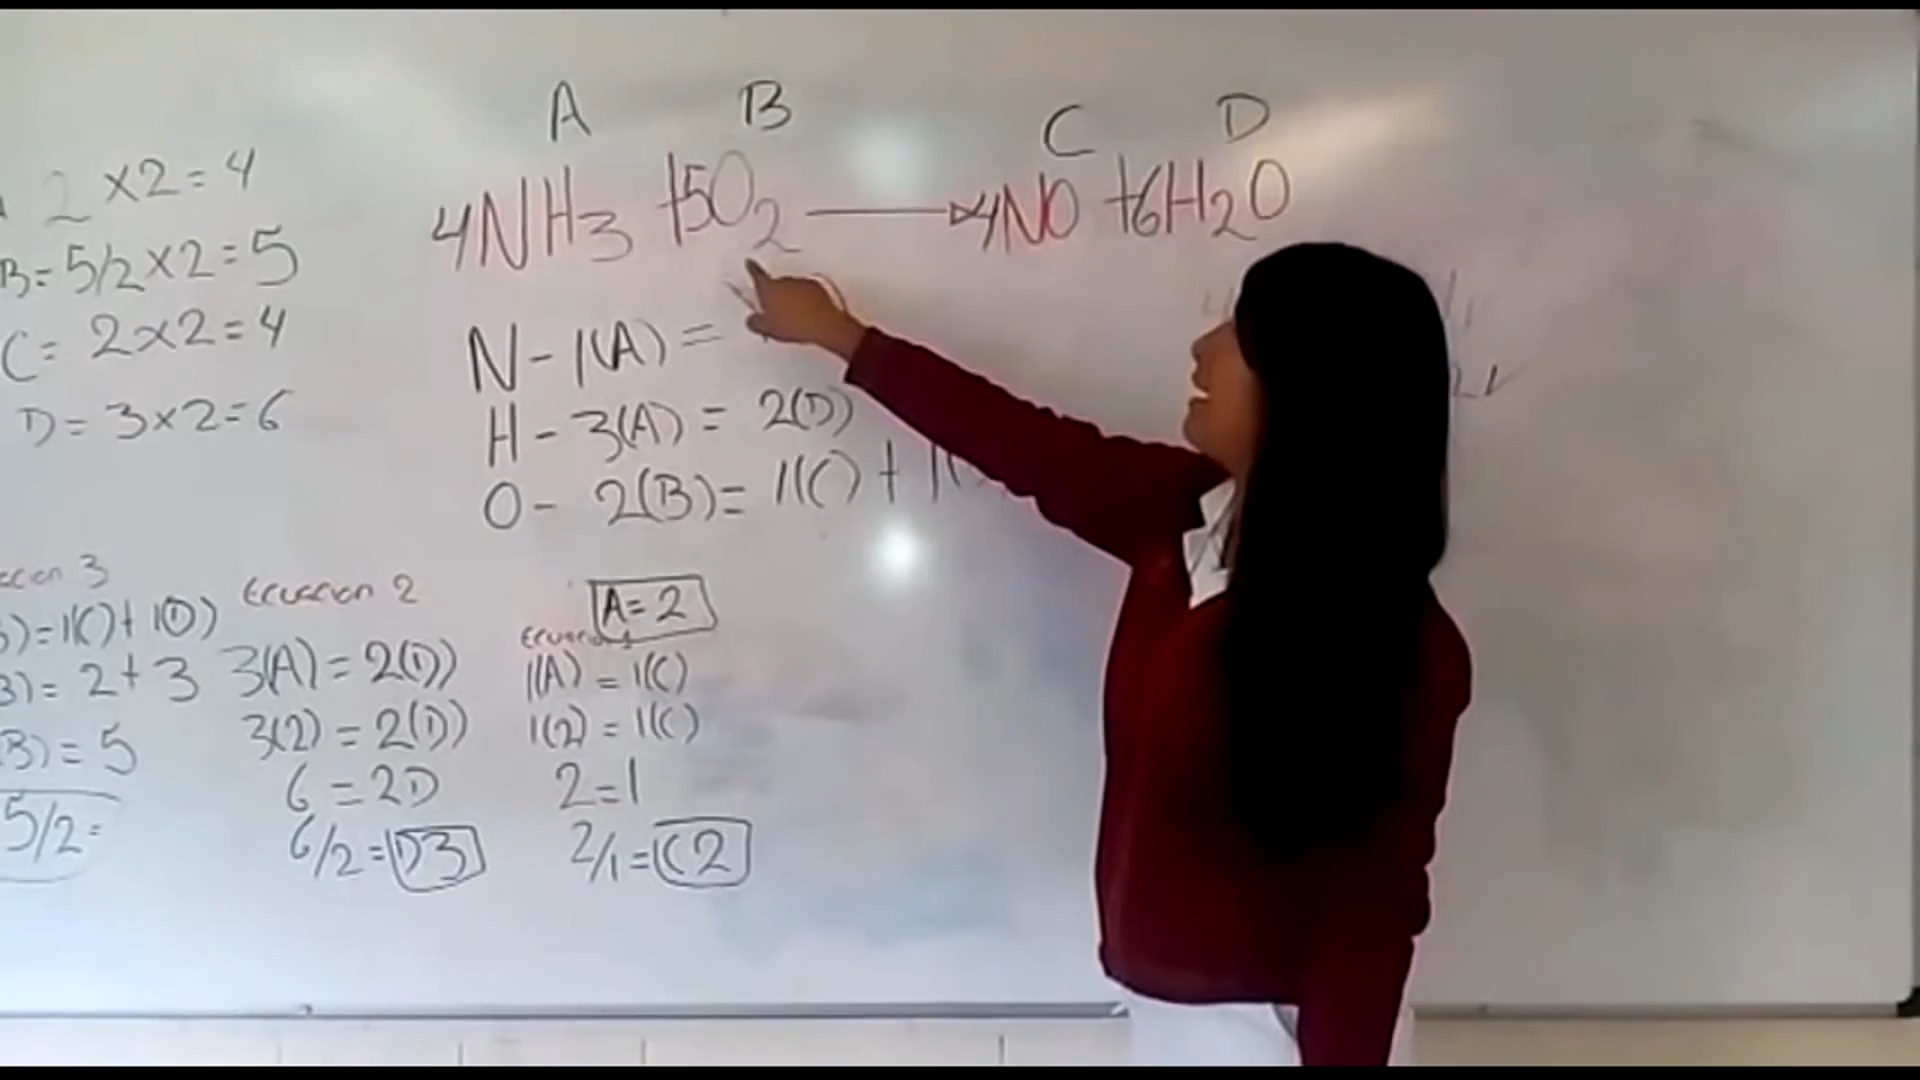 A B C D
4NH3 +5O2 → 4NO +6H2O
2 x2=4
B= 5/2 x2=5
C= 2x2=4
D= 3x2=6
N - 1(A) =
H - 3(A) = 2(D)
O - 2(B)= 1(C) +
3
)=1(C)+ 1(D)
)= 2+ 3
B) = 5
5/2=
Ecuacion 2
3(A) = 2(D)
3(2) = 2(D)
6 = 2D
6/2= D3
A= 2
1(A) = 1(C)
1(2) = 1(C)
2=1
2/1= C2